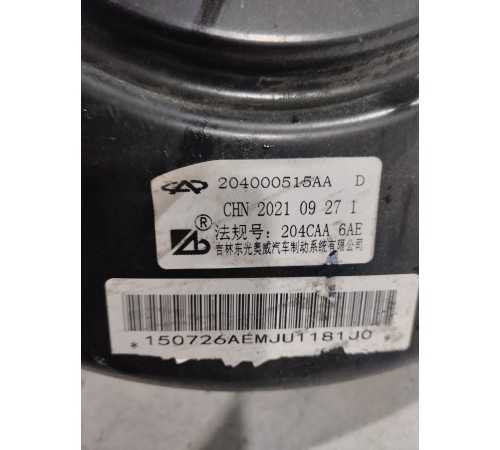 204000515AA D
CHN 2021 09 27 1
® 法规号: 204CAA 6AE
吉林东光奥威汽车制动系统有限公司
*150726AEMJU1181J0*